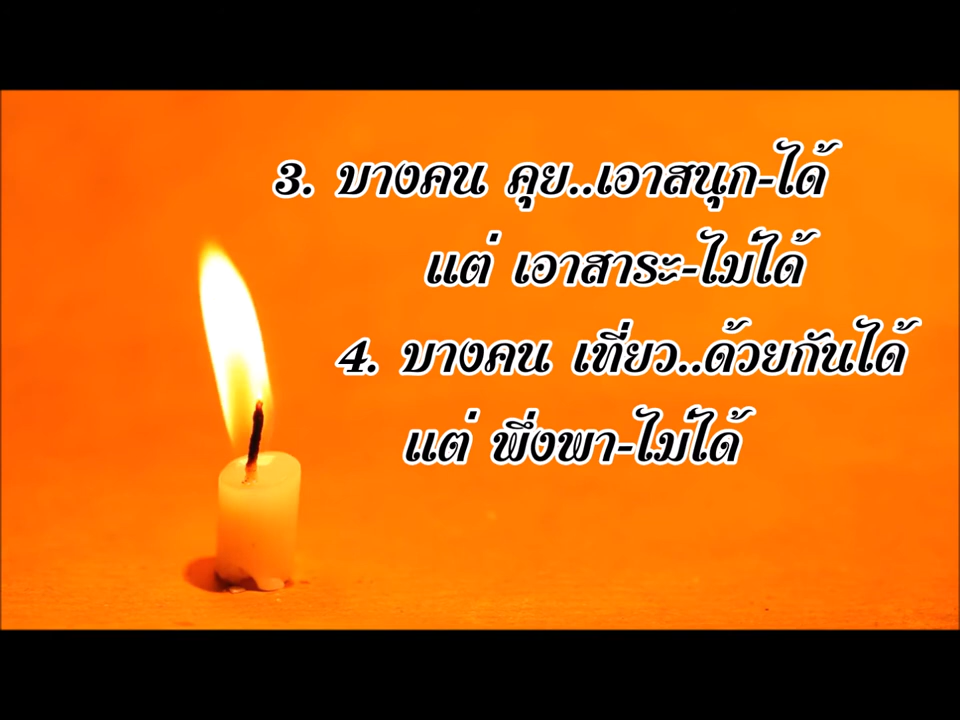 3. บางคน คุย..เอาสนุก-ได้
แต่ เอาสาระ-ไม่ได้
4. บางคน เที่ยว..ด้วยกันได้
แต่ พึ่งพา-ไม่ได้